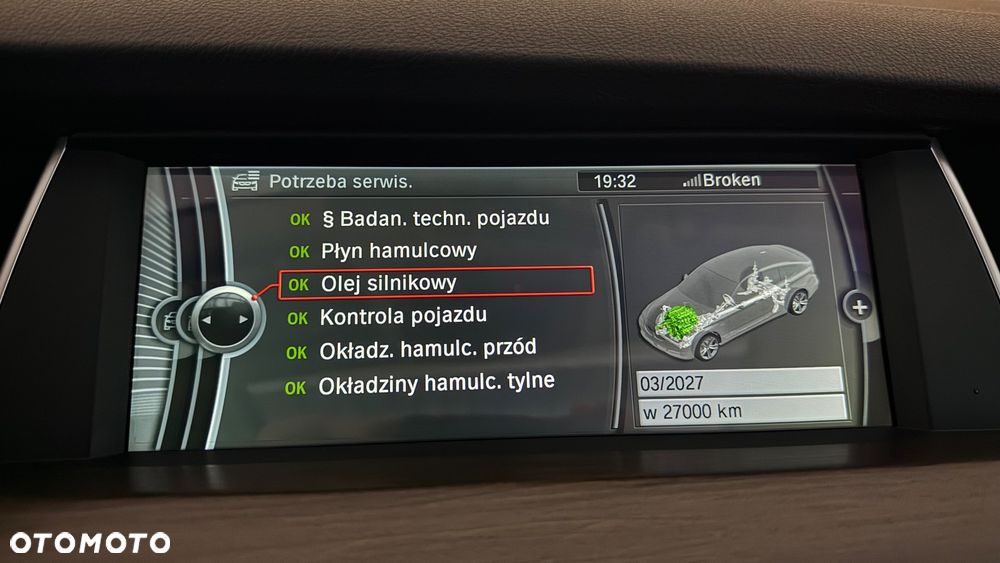 Potrzeba serwis.
19:32
Broken
OK § Badan. techn. pojazdu
OK Płyn hamulcowy
OK Olej silnikowy
OK Kontrola pojazdu
OK Okładz. hamulc. przód
OK Okładziny hamulc. tylne
03/2027
w 27000 km
OTOMOTO